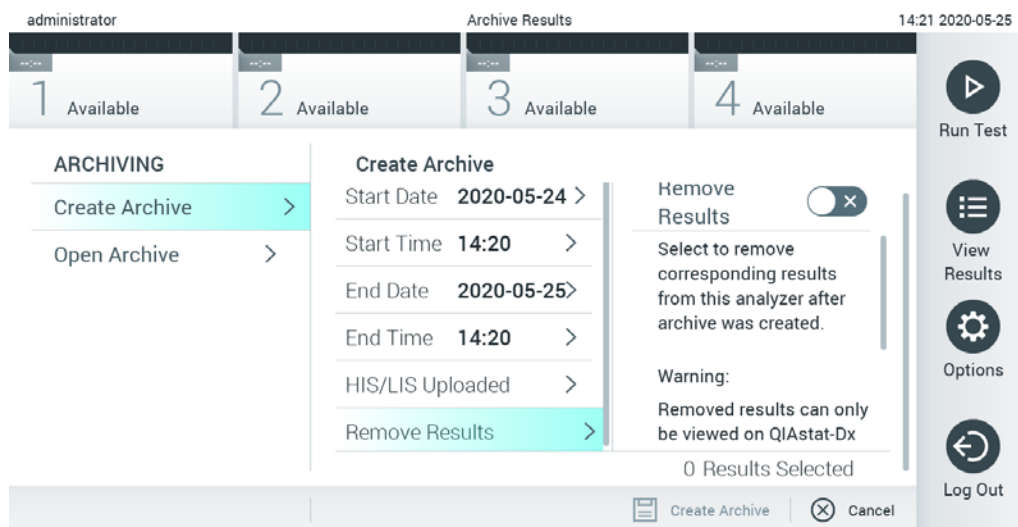 administrator
Archive Results
14:21 2020-05-25
--:--
--:--
--:--
--:--
1 Available
2 Available
3 Available
4 Available
Run Test
ARCHIVING
Create Archive
Open Archive
Create Archive
Start Date 2020-05-24
Start Time 14:20
End Date 2020-05-25
End Time 14:20
HIS/LIS Uploaded
Remove Results
Remove
Results
Select to remove
corresponding results
from this analyzer after
archive was created.
Warning:
Removed results can only
be viewed on QIAstat-Dx
0 Results Selected
View
Results
Options
Log Out
Create Archive
Cancel